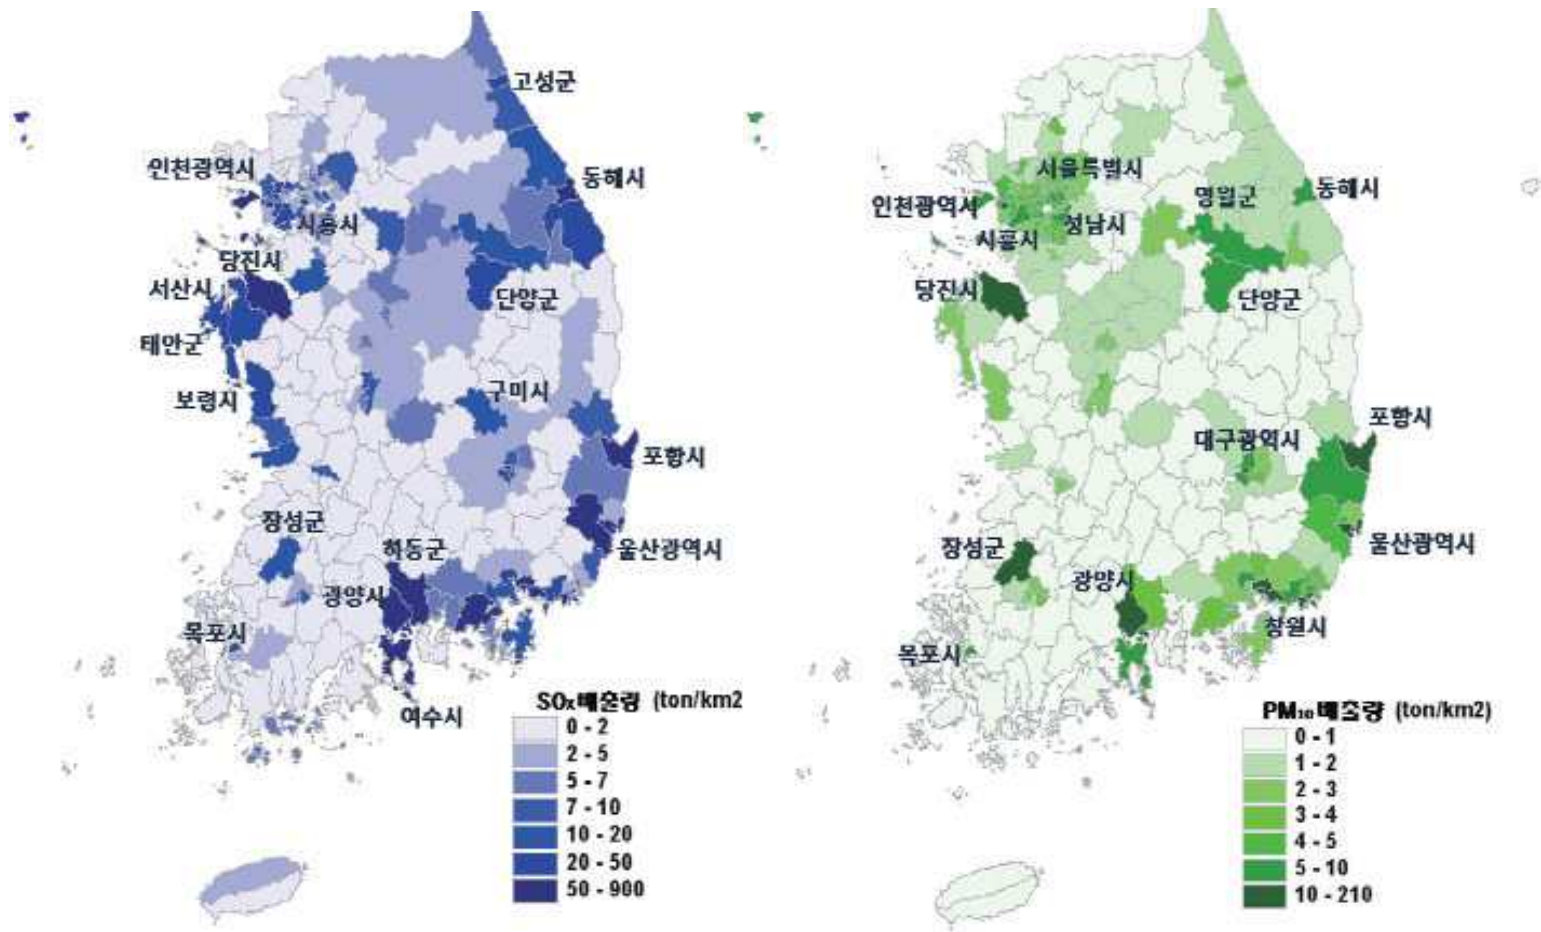 고성군
인천광역시
동해시
시흥시
당진시
서산시
단양군
태안군
구미시
보령시
포항시
장성군
하동군
울산광역시
광양시
목포시
여수시
SOx배출량 (ton/km2
0 - 2
2 - 5
5 - 7
7 - 10
10 - 20
20 - 50
50 - 900
서울특별시
동해시
영월군
인천광역시
성남시
시흥시
당진시
단양군
포항시
대구광역시
장성군
울산광역시
광양시
창원시
목포시
PM₁₀배출량 (ton/km2)
0 - 1
1 - 2
2 - 3
3 - 4
4 - 5
5 - 10
10 - 210